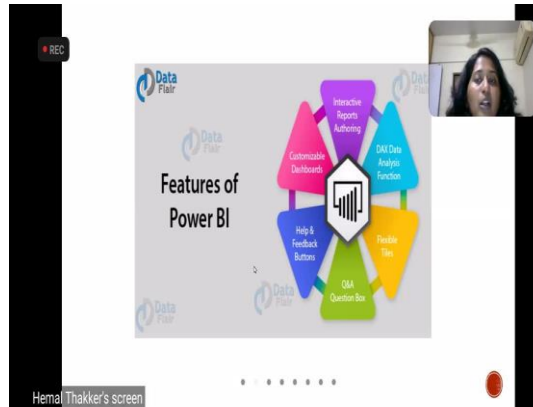 REC
Data
Flair
Data
Flair
Data
Features of
Power BI
Interactive
Reports
Authoring
DAX Data
Analysis
Function
Flexible
Tiles
Q&A
Question Box
Help &
Feedback
Buttons
Customizable
Dashboards
Data
Flair
Data
Flair
Hemal Thakker's screen